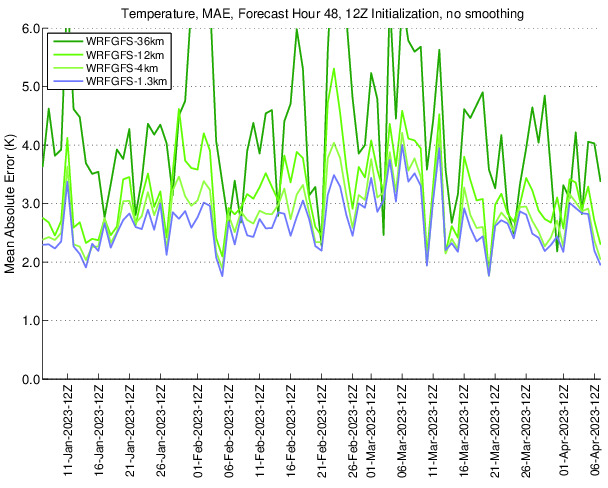 Temperature, MAE, Forecast Hour 48, 12Z Initialization, no smoothing
Mean Absolute Error (K)
6.0
5.0
4.0
3.0
2.0
1.0
0.0
WRFGFS-36km
WRFGFS-12km
WRFGFS-4km
WRFGFS-1.3km
11-Jan-2023-12Z
16-Jan-2023-12Z
21-Jan-2023-12Z
26-Jan-2023-12Z
01-Feb-2023-12Z
06-Feb-2023-12Z
11-Feb-2023-12Z
16-Feb-2023-12Z
21-Feb-2023-12Z
26-Feb-2023-12Z
01-Mar-2023-12Z
06-Mar-2023-12Z
11-Mar-2023-12Z
16-Mar-2023-12Z
21-Mar-2023-12Z
26-Mar-2023-12Z
01-Apr-2023-12Z
06-Apr-2023-12Z